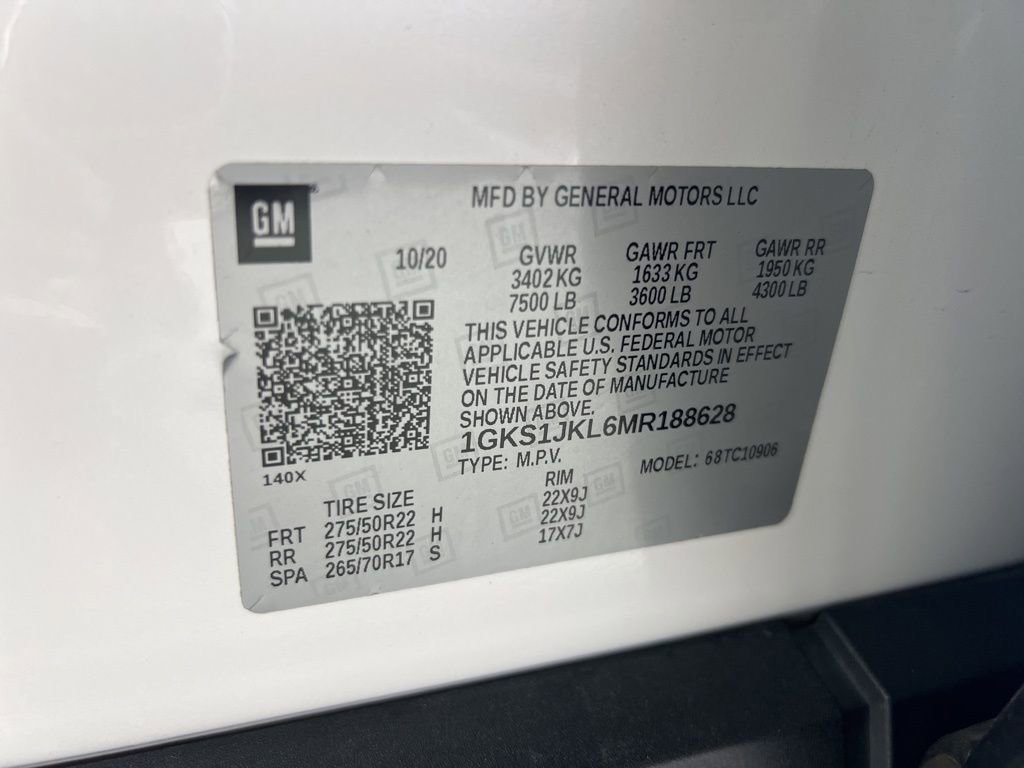 GM
MFD BY GENERAL MOTORS LLC
10/20 GVWR GAWR FRT GAWR RR
3402 KG 1633 KG 1950 KG
7500 LB 3600 LB 4300 LB
THIS VEHICLE CONFORMS TO ALL
APPLICABLE U.S. FEDERAL MOTOR
VEHICLE SAFETY STANDARDS IN EFFECT
ON THE DATE OF MANUFACTURE
SHOWN ABOVE.
1GKS1JKL6MR188628
TYPE: M.P.V. MODEL: 68TC10906
140X
TIRE SIZE RIM
FRT 275/50R22 H 22X9J
RR 275/50R22 H 22X9J
SPA 265/70R17 S 17X7J